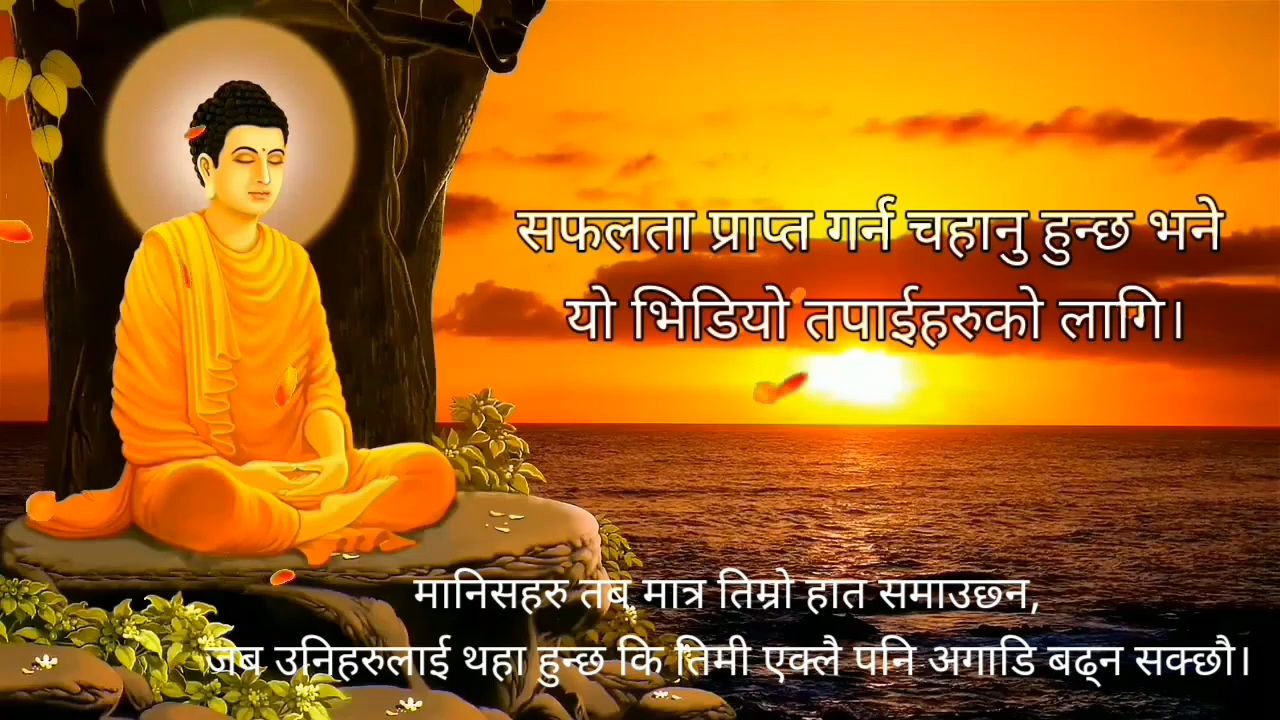 सफलता प्राप्त गर्न चहानु हुन्छ भने
यो भिडियो तपाईहरुको लागि।
मानिसहरु तब मात्र तिम्रो हात समाउछन,
जब उनिहरुलाई थहा हुन्छ कि तिमी एक्लै पनि अगाडि बढ्न सक्छौ।